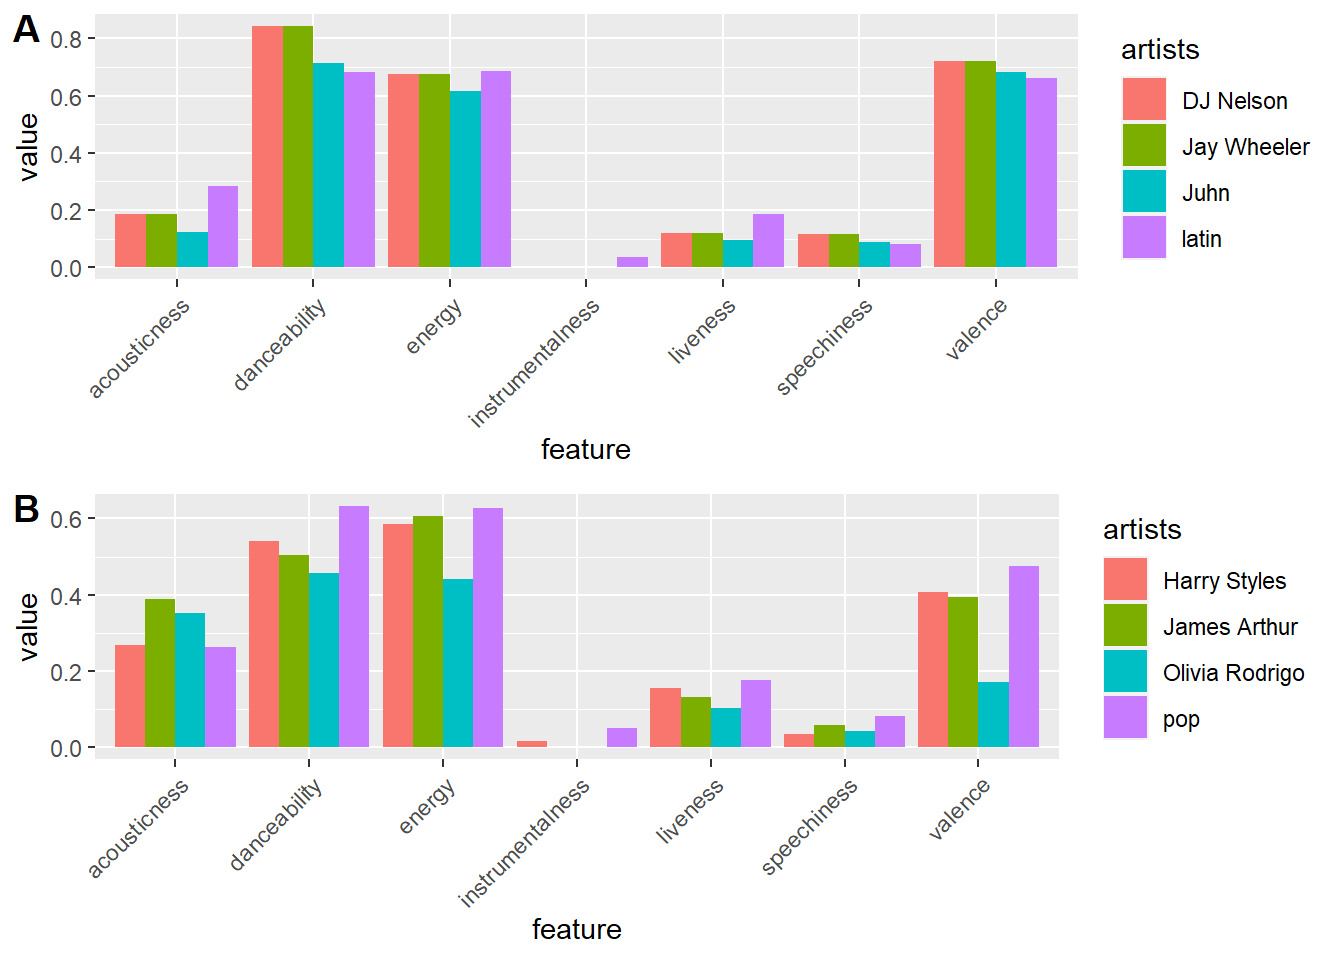 A
value
0.8
0.6
0.4
0.2
0.0
acousticness
danceability
energy
instrumentalness
liveness
speechiness
valence
feature
artists
DJ Nelson
Jay Wheeler
Juhn
latin
B
value
0.6
0.4
0.2
0.0
acousticness
danceability
energy
instrumentalness
liveness
speechiness
valence
feature
artists
Harry Styles
James Arthur
Olivia Rodrigo
pop